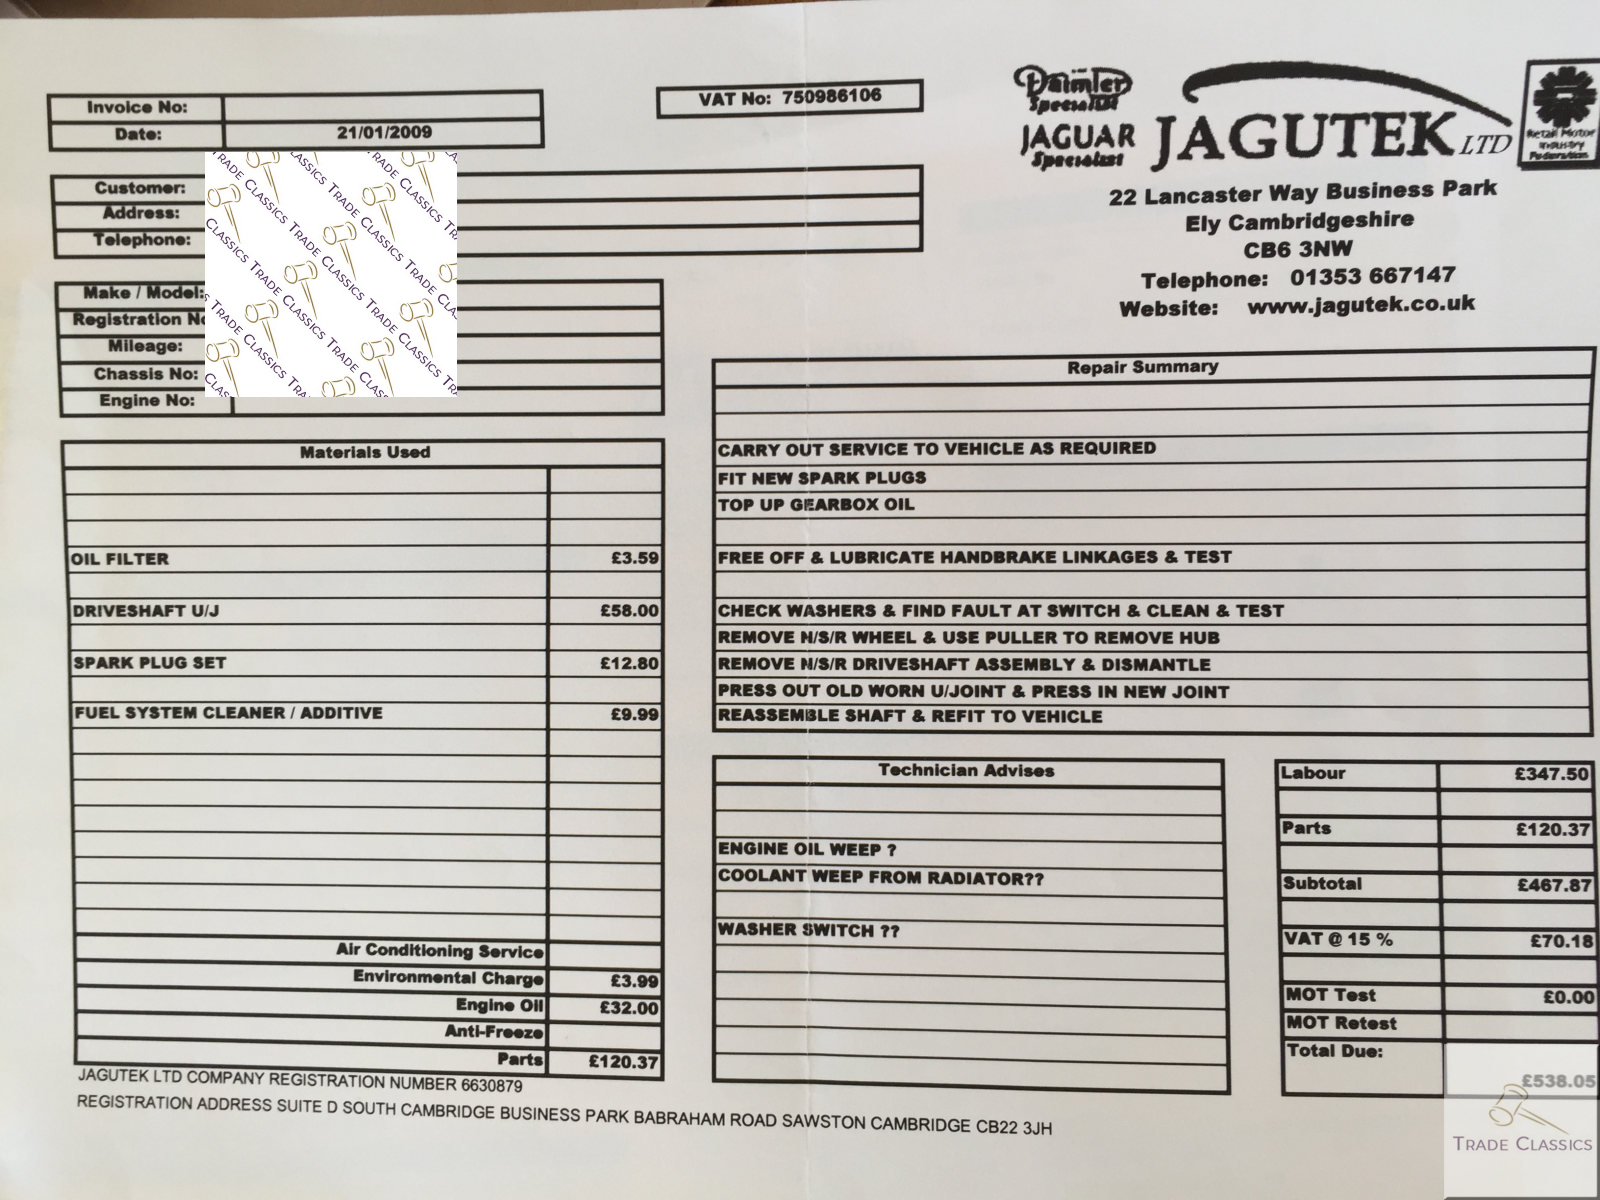 Invoice No:
Date: 21/01/2009
VAT No: 750986106
Daimler
Specialist
JAGUAR
Specialist
JAGUTEK LTD
Retail Motor
Industry
Federation
22 Lancaster Way Business Park
Ely Cambridgeshire
CB6 3NW
Telephone: 01353 667147
Website: www.jagutek.co.uk
Customer:
Address:
Telephone:
Make / Model:
Registration No
Mileage:
Chassis No:
Engine No:
TRADE CLASSICS TRADE CLASSICS
Materials Used
OIL FILTER £3.59
DRIVESHAFT U/J £58.00
SPARK PLUG SET £12.80
FUEL SYSTEM CLEANER / ADDITIVE £9.99
Air Conditioning Service
Environmental Charge £3.99
Engine Oil £32.00
Anti-Freeze
Parts £120.37
Repair Summary
CARRY OUT SERVICE TO VEHICLE AS REQUIRED
FIT NEW SPARK PLUGS
TOP UP GEARBOX OIL
FREE OFF & LUBRICATE HANDBRAKE LINKAGES & TEST
CHECK WASHERS & FIND FAULT AT SWITCH & CLEAN & TEST
REMOVE N/S/R WHEEL & USE PULLER TO REMOVE HUB
REMOVE N/S/R DRIVESHAFT ASSEMBLY & DISMANTLE
PRESS OUT OLD WORN U/JOINT & PRESS IN NEW JOINT
REASSEMBLE SHAFT & REFIT TO VEHICLE
Technician Advises
ENGINE OIL WEEP ?
COOLANT WEEP FROM RADIATOR??
WASHER SWITCH ??
Labour £347.50
Parts £120.37
Subtotal £467.87
VAT @ 15 % £70.18
MOT Test £0.00
MOT Retest
Total Due: £538.05
JAGUTEK LTD COMPANY REGISTRATION NUMBER 6630879
REGISTRATION ADDRESS SUITE D SOUTH CAMBRIDGE BUSINESS PARK BABRAHAM ROAD SAWSTON CAMBRIDGE CB22 3JH
TRADE CLASSICS